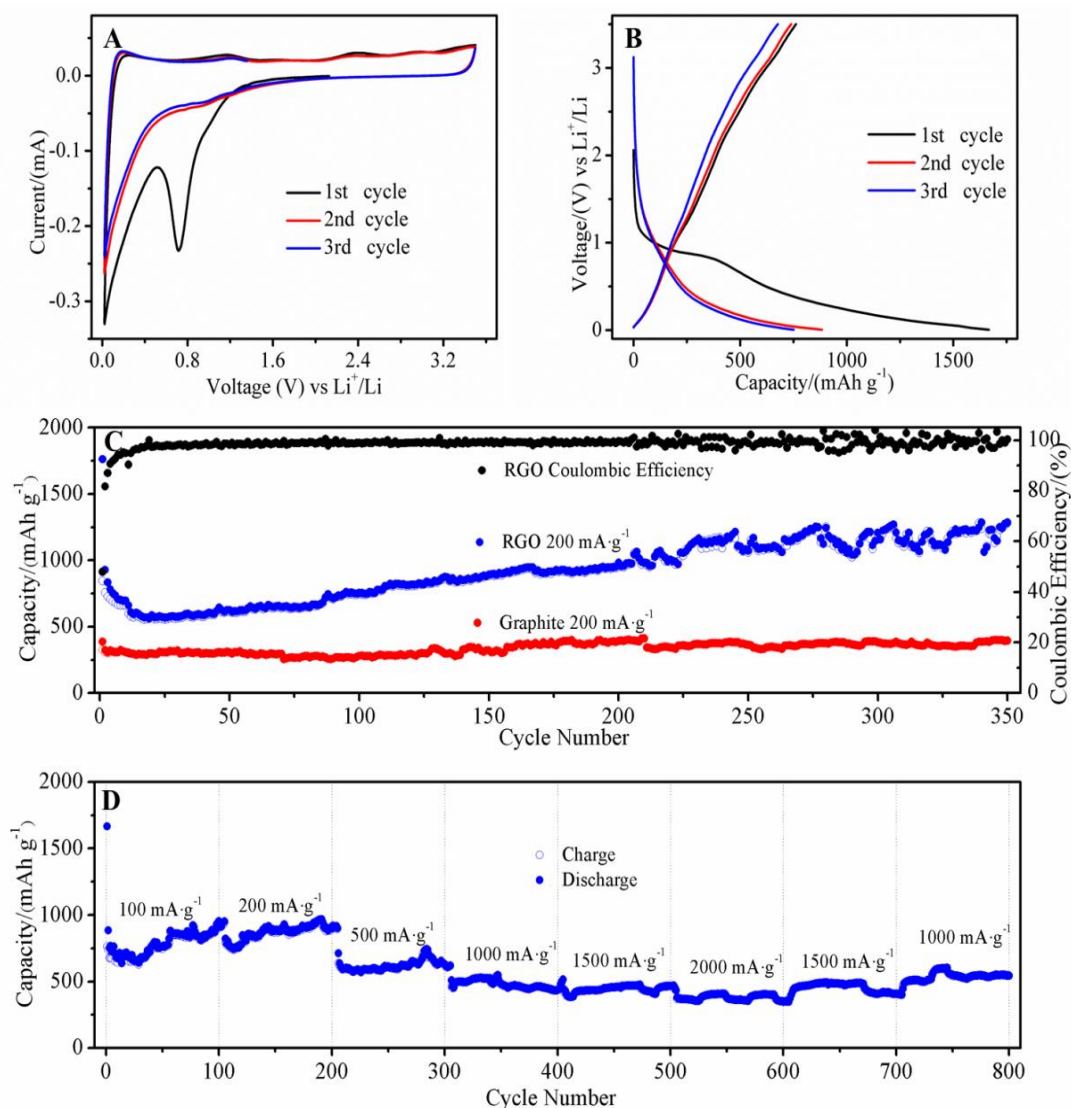 A
0.0
-0.1
-0.2
-0.3
Current/(mA)
1st cycle
2nd cycle
3rd cycle
0.0 0.8 1.6 2.4 3.2
Voltage (V) vs Li⁺/Li
B
3
2
1
0
Voltage/(V) vs Li⁺/Li
1st cycle
2nd cycle
3rd cycle
0 500 1000 1500
Capacity/(mAh g⁻¹)
C
2000
1500
1000
500
0
Capacity/(mAh g⁻¹)
RGO Coulombic Efficiency
RGO 200 mA·g⁻¹
Graphite 200 mA·g⁻¹
100
80
60
40
20
0
Coulombic Efficiency/(%)
0 50 100 150 200 250 300 350
Cycle Number
D
2000
1500
1000
500
0
Capacity/(mAh g⁻¹)
Charge
Discharge
100 mA·g⁻¹
200 mA·g⁻¹
500 mA·g⁻¹
1000 mA·g⁻¹
1500 mA·g⁻¹
2000 mA·g⁻¹
1500 mA·g⁻¹
1000 mA·g⁻¹
0 100 200 300 400 500 600 700 800
Cycle Number